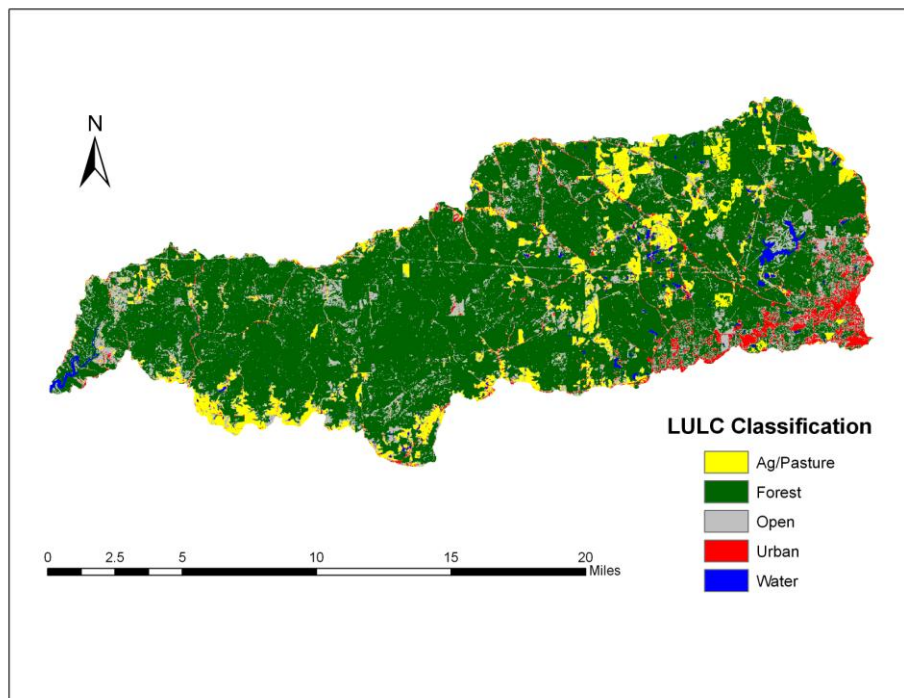 N
LULC Classification
Ag/Pasture
Forest
Open
Urban
Water
0 2.5 5 10 15 20
Miles